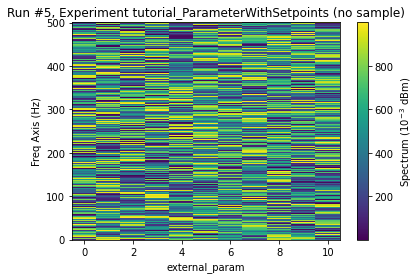 Run #5, Experiment tutorial_ParameterWithSetpoints (no sample)
500
400
300
200
100
0
Freq Axis (Hz)
0 2 4 6 8 10
external_param
800
600
400
200
Spectrum (10⁻³ dBm)